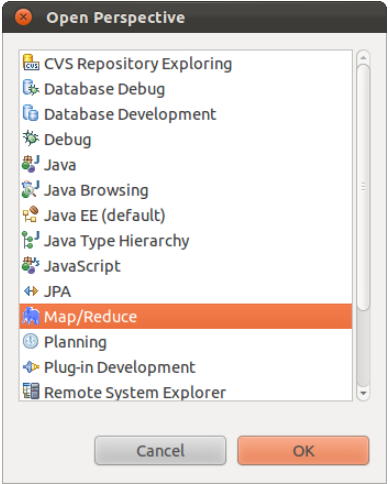 Open Perspective
CVS Repository Exploring
Database Debug
Database Development
Debug
Java
Java Browsing
Java EE (default)
Java Type Hierarchy
JavaScript
JPA
Map/Reduce
Planning
Plug-in Development
Remote System Explorer
Cancel OK